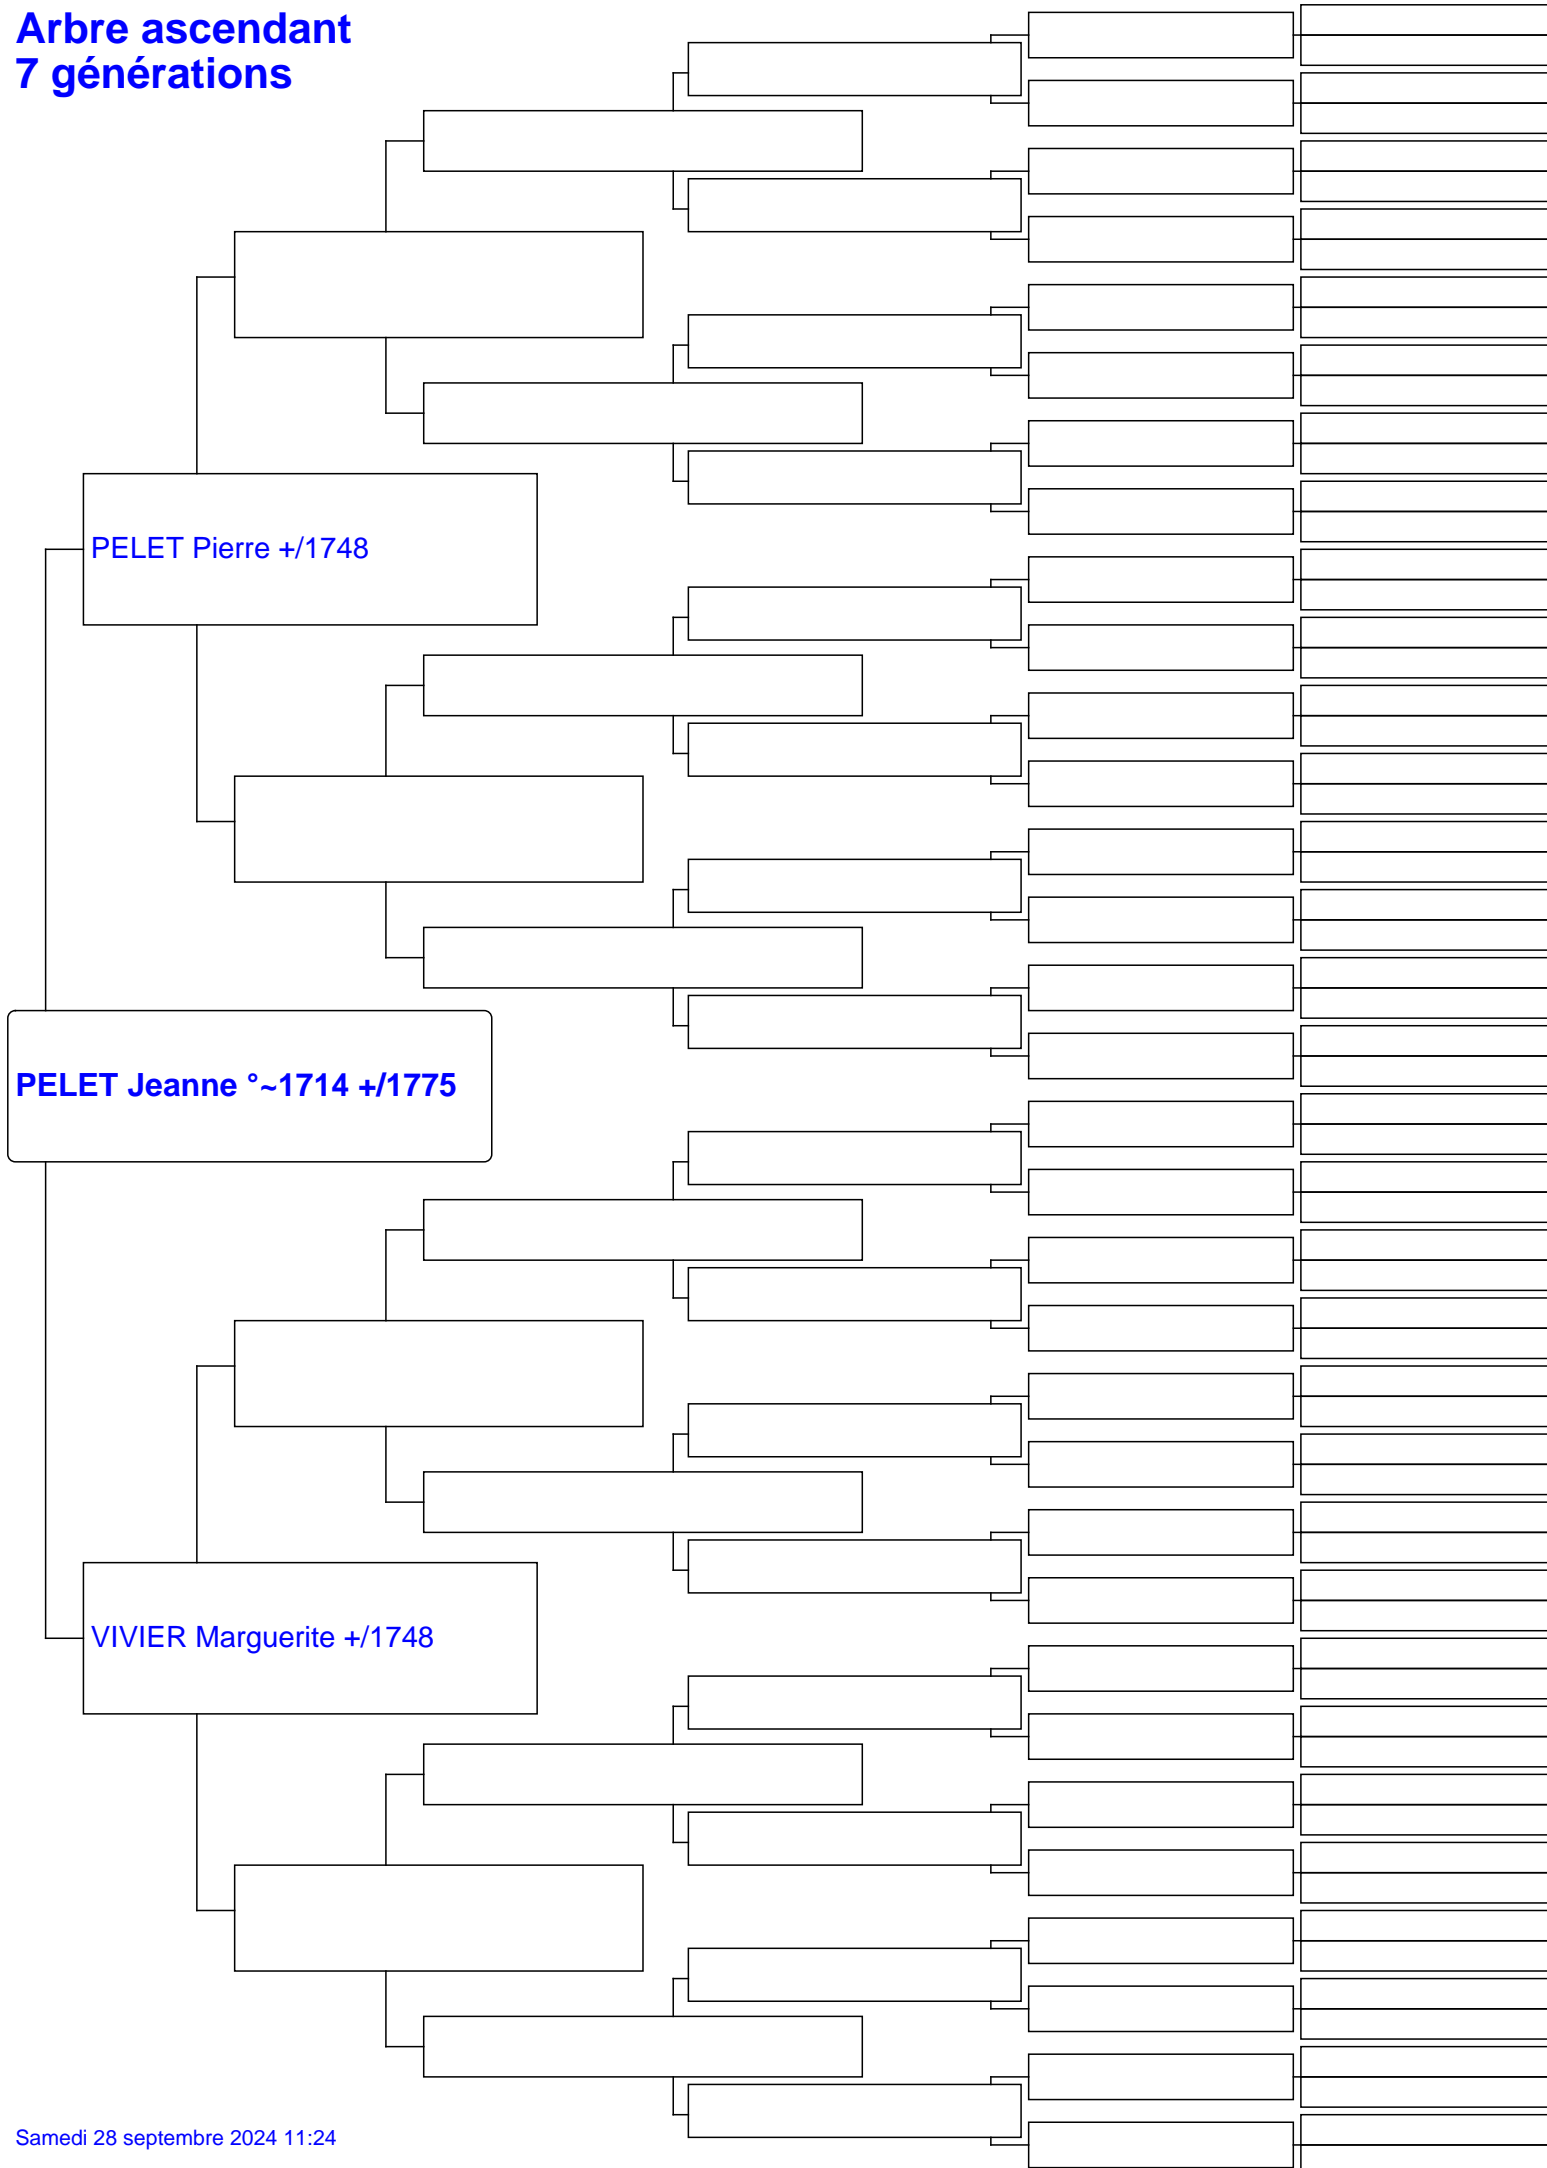 Arbre ascendant
7 générations
PELET Pierre +/1748
PELET Jeanne °~1714 +/1775
VIVIER Marguerite +/1748
Samedi 28 septembre 2024 11:24